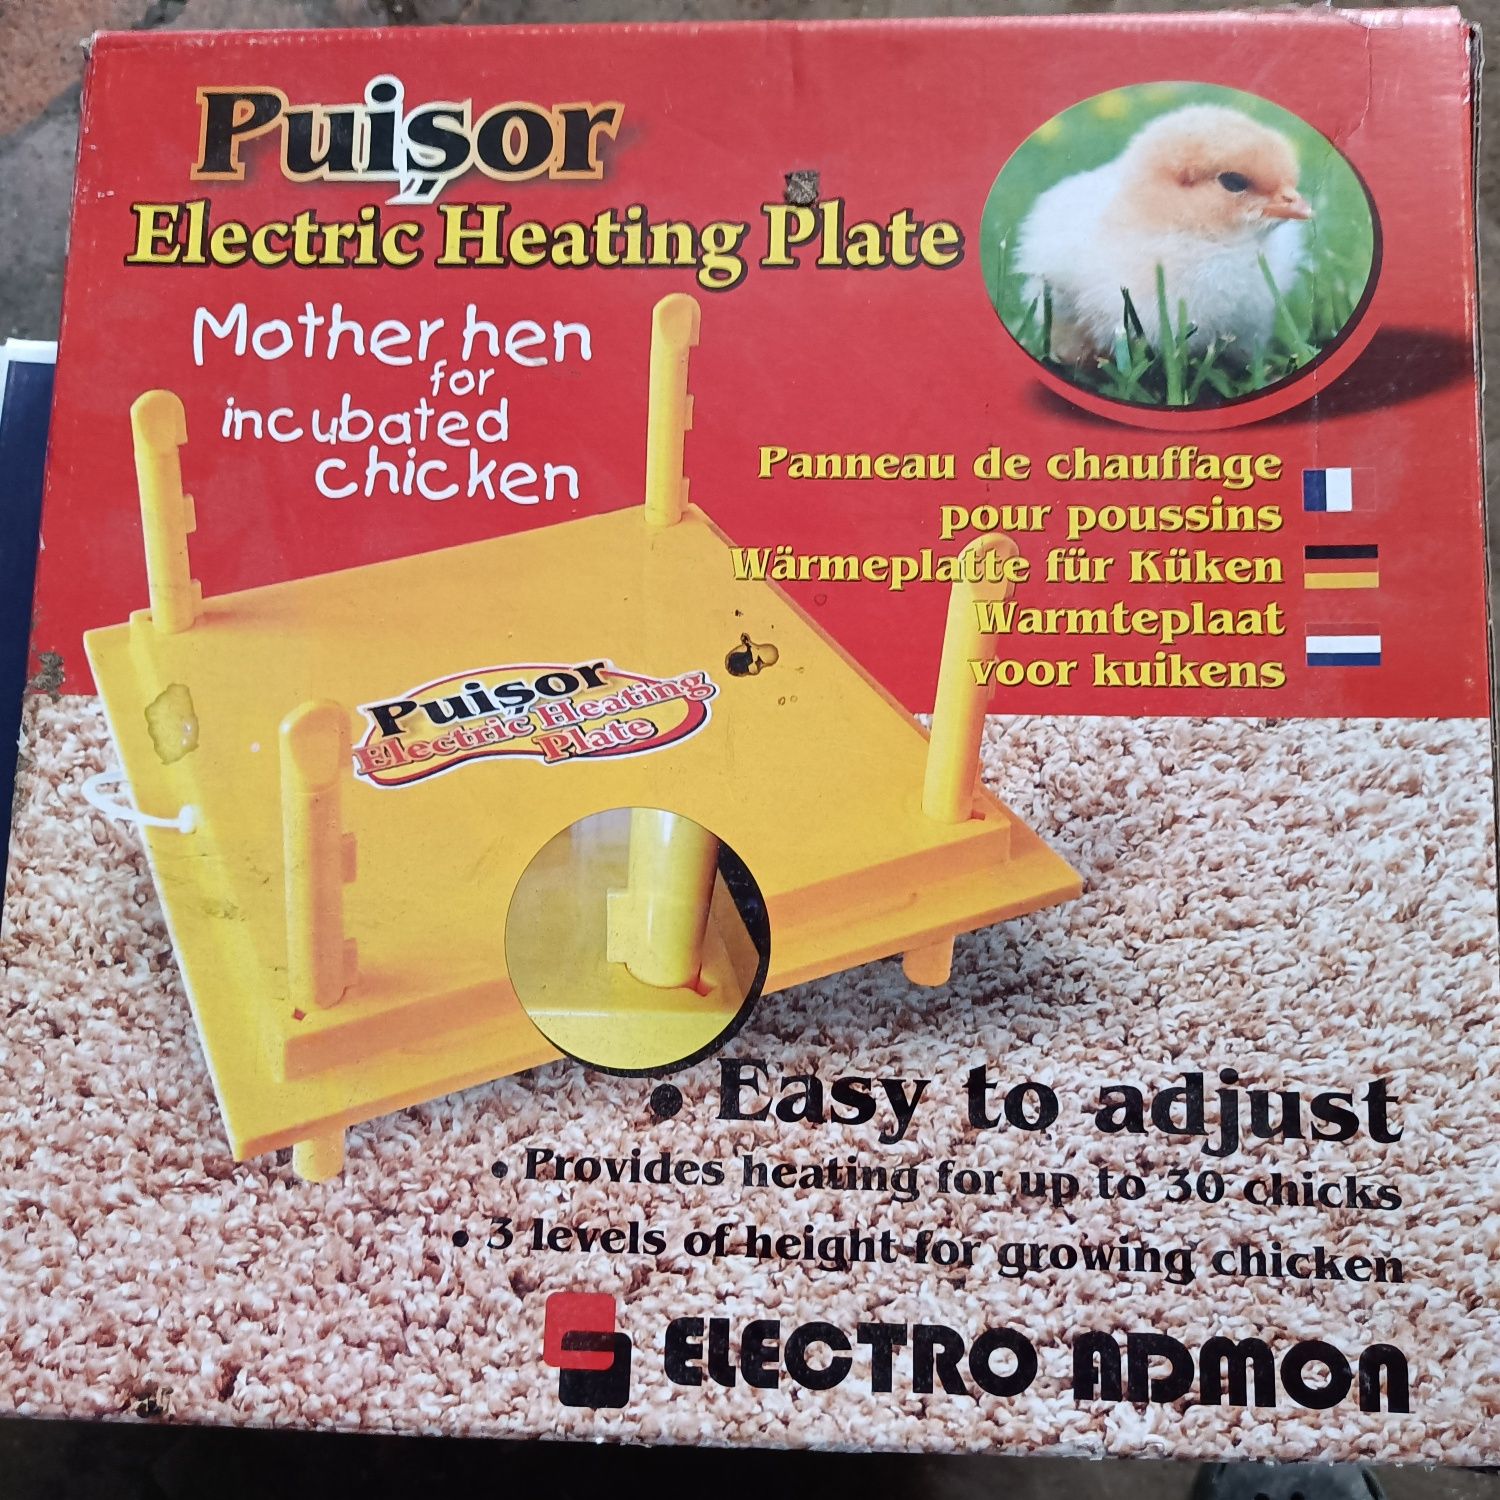 Puișor
Electric Heating Plate
Mother hen
for
incubated
chicken
Panneau de chauffage
pour poussins
Wärmeplatte für Küken
Warmteplaat
voor kuikens
Puișor
Electric Heating
Plate
• Easy to adjust
• Provides heating for up to 30 chicks
• 3 levels of height for growing chicken
ELECTRO ADMON